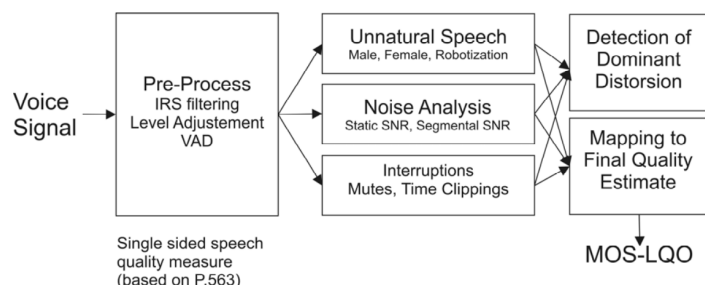 Voice
Signal
Pre-Process
IRS filtering
Level Adjustement
VAD
Unnatural Speech
Male, Female, Robotization
Noise Analysis
Static SNR, Segmental SNR
Interruptions
Mutes, Time Clippings
Detection of
Dominant
Distorsion
Mapping to
Final Quality
Estimate
MOS-LQO
Single sided speech
quality measure
(based on P.563)